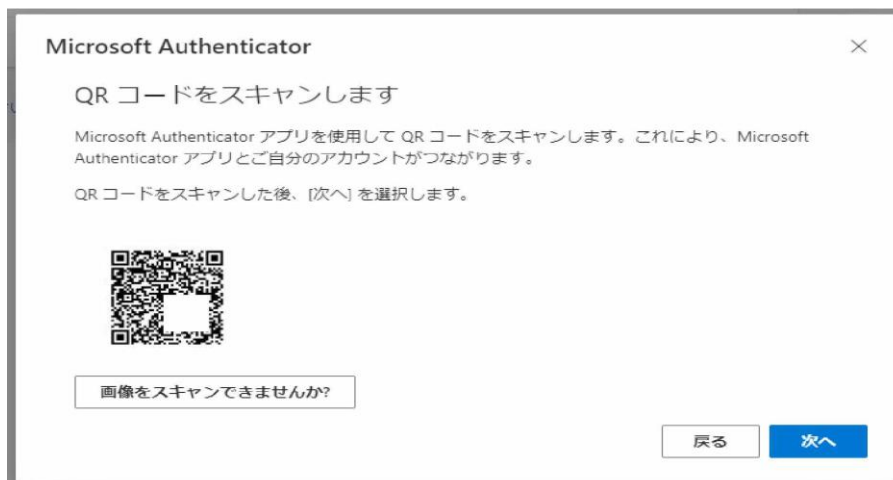 Microsoft Authenticator
QR コードをスキャンします
Microsoft Authenticator アプリを使用して QR コードをスキャンします。これにより、Microsoft
Authenticator アプリとご自分のアカウントがつながります。
QR コードをスキャンした後、[次へ] を選択します。
画像をスキャンできませんか?
戻る
次へ